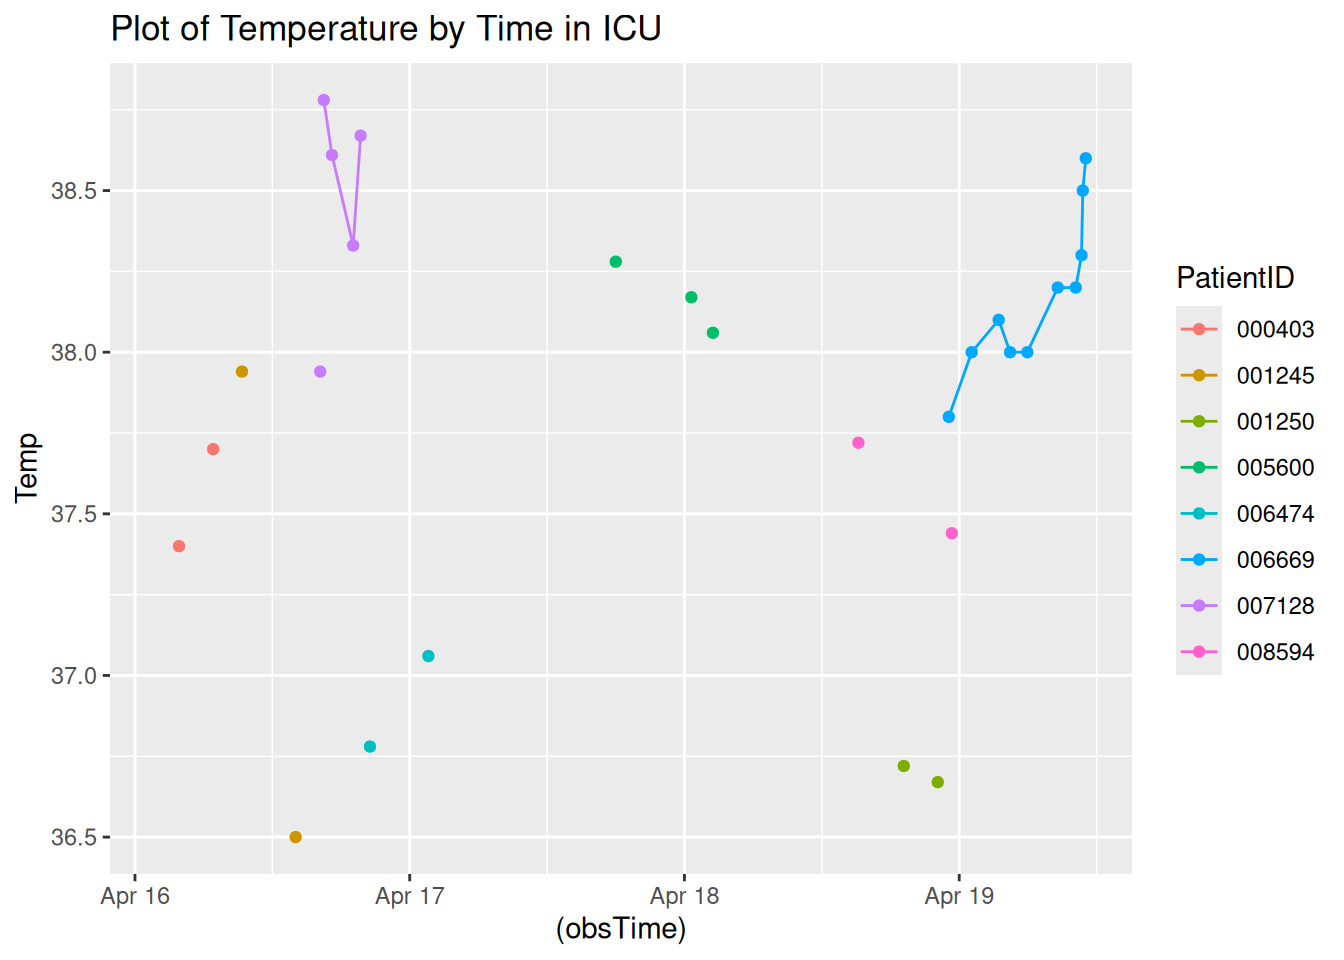 Plot of Temperature by Time in ICU
Temp
38.5
38.0
37.5
37.0
36.5
Apr 16
Apr 17
Apr 18
Apr 19
(obsTime)
PatientID
000403
001245
001250
005600
006474
006669
007128
008594